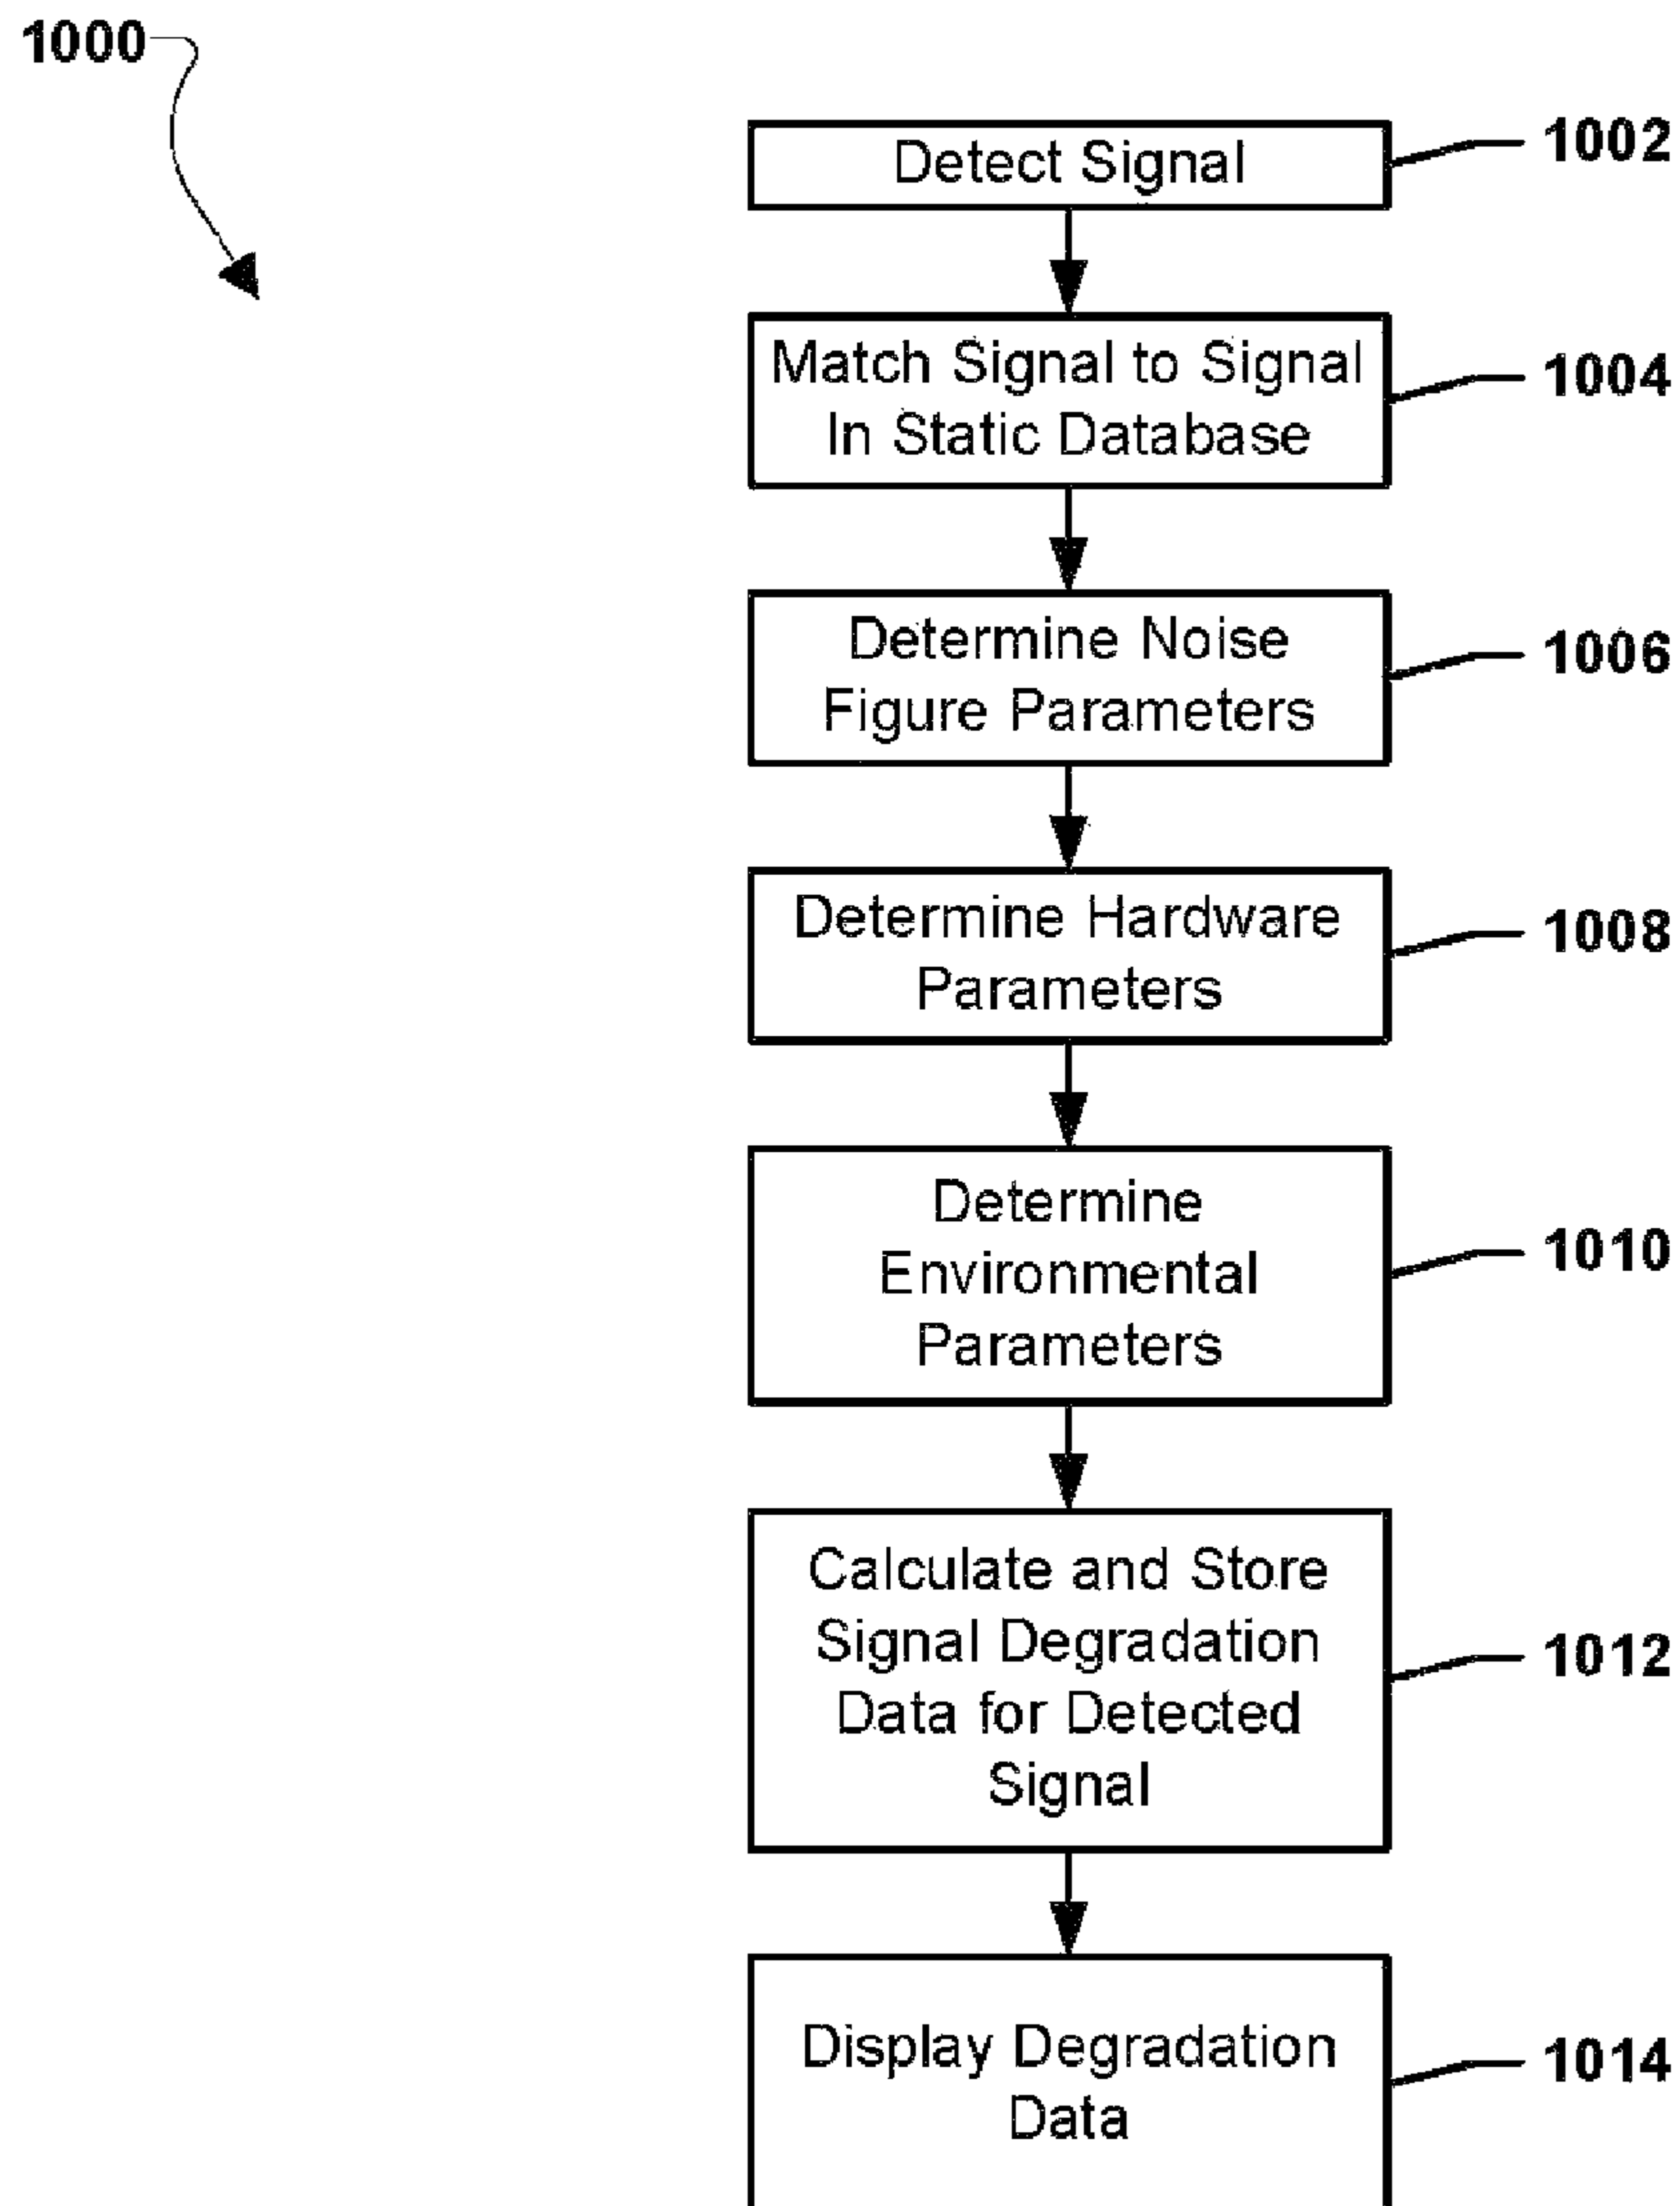 1000
Detect Signal
1002
Match Signal to Signal
In Static Database
1004
Determine Noise
Figure Parameters
1006
Determine Hardware
Parameters
1008
Determine
Environmental
Parameters
1010
Calculate and Store
Signal Degradation
Data for Detected
Signal
1012
Display Degradation
Data
1014